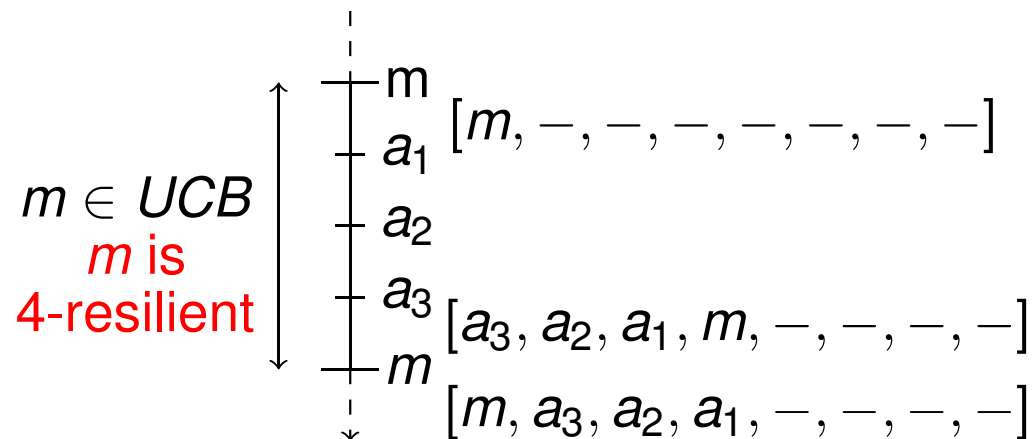 m
[m, −, −, −, −, −, −, −]
a₁
m ∈ UCB
a₂
m is
4-resilient
a₃
[a₃, a₂, a₁, m, −, −, −, −]
m
[m, a₃, a₂, a₁, −, −, −, −]